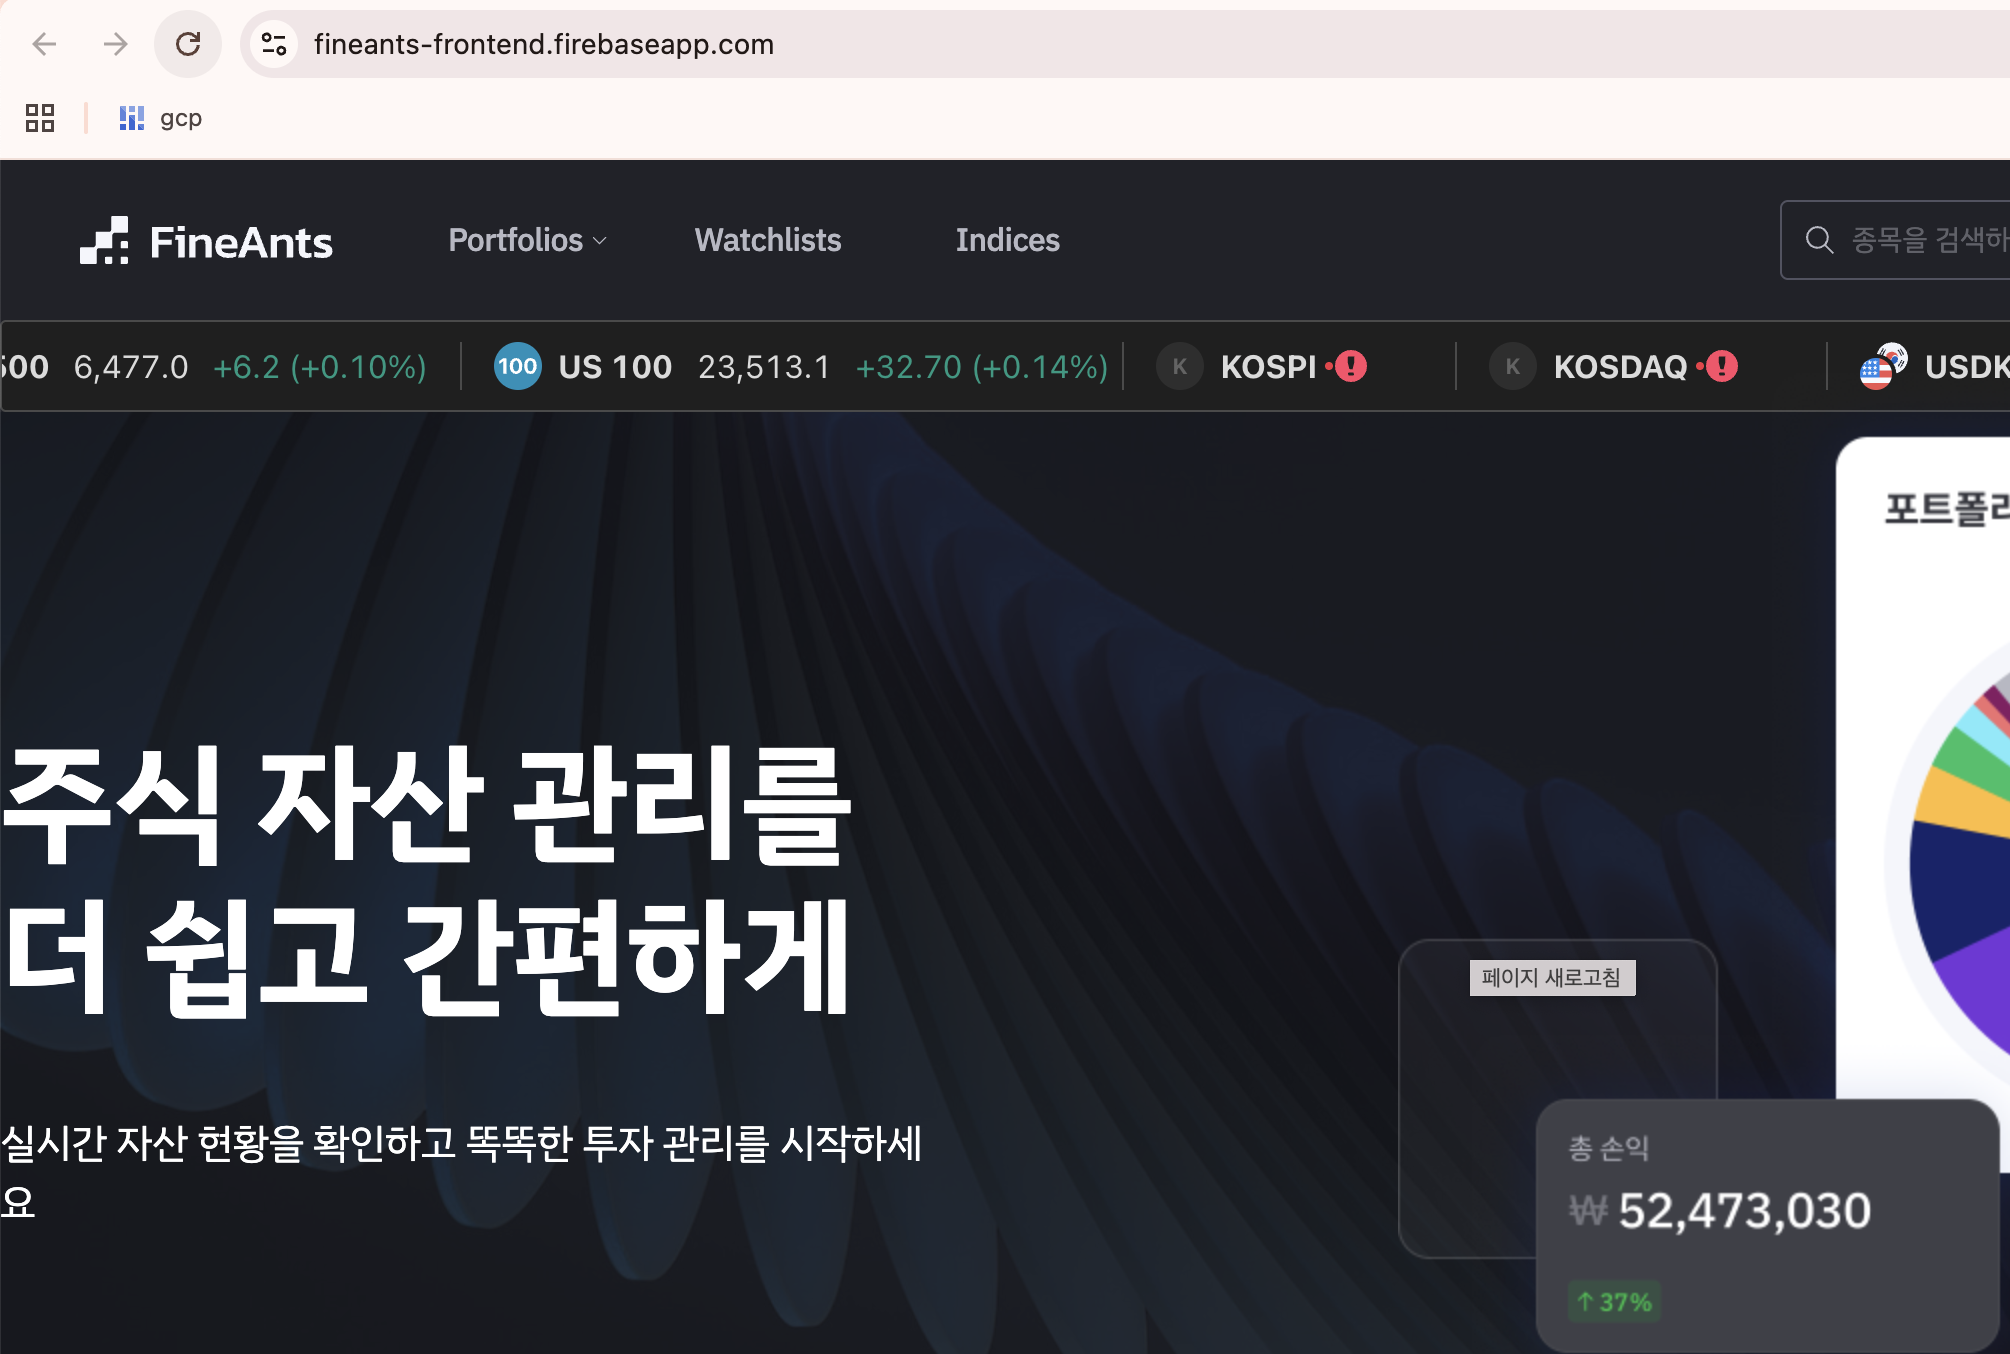 fineants-frontend.firebaseapp.com
gcp
FineAnts Portfolios Watchlists Indices 종목을 검색하
500 6,477.0 +6.2 (+0.10%) 100 US 100 23,513.1 +32.70 (+0.14%) K KOSPI K KOSDAQ USDK
포트폴리
주식 자산 관리를
더 쉽고 간편하게
페이지 새로고침
실시간 자산 현황을 확인하고 똑똑한 투자 관리를 시작하세
요
총 손익
₩ 52,473,030
↑ 37%